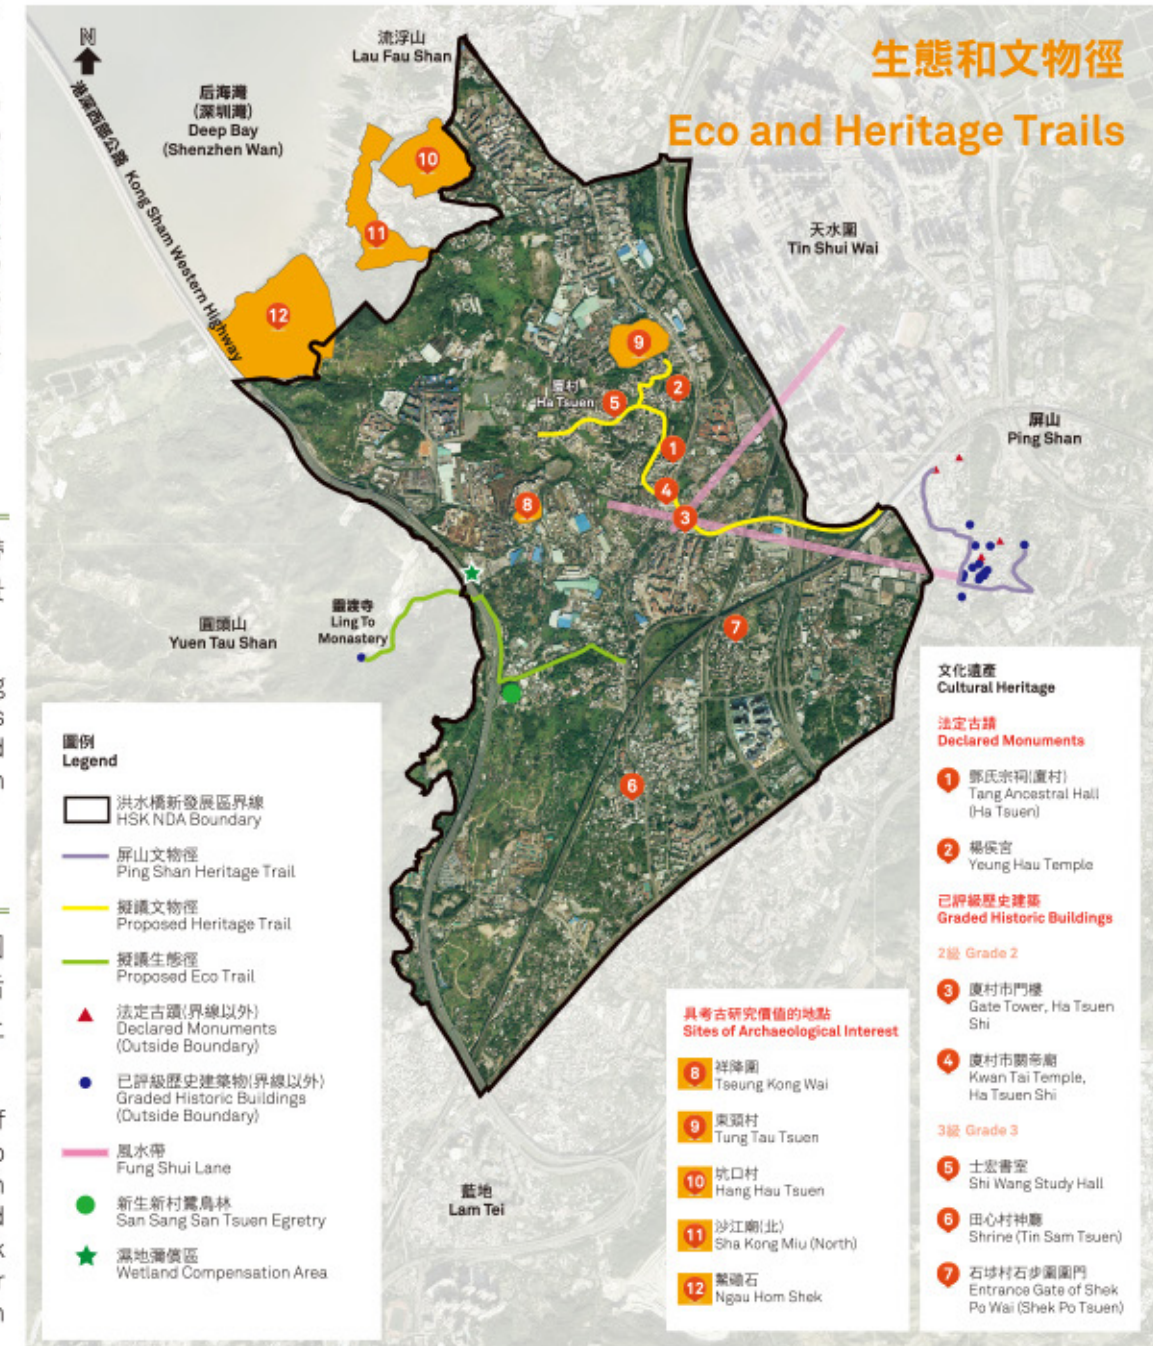 生態和文物徑
Eco and Heritage Trails
N
流浮山
Lau Fau Shan
后海灣
(深圳灣)
Deep Bay
(Shenzhen Wan)
港深西部公路 Kong Sham Western Highway
天水圍
Tin Shui Wai
屏山
Ping Shan
廈村
Ha Tsuen
圓頭山
Yuen Tau Shan
靈渡寺
Ling To
Monastery
藍地
Lam Tei
10
11
12
9
2
5
1
4
3
8
7
6
圖例
Legend
洪水橋新發展區界線
HSK NDA Boundary
屏山文物徑
Ping Shan Heritage Trail
擬議文物徑
Proposed Heritage Trail
擬議生態徑
Proposed Eco Trail
法定古蹟(界線以外)
Declared Monuments
(Outside Boundary)
已評級歷史建築物(界線以外)
Graded Historic Buildings
(Outside Boundary)
風水帶
Fung Shui Lane
新生新村鷺鳥林
San Sang San Tsuen Egretry
濕地彌償區
Wetland Compensation Area
具考古研究價值的地點
Sites of Archaeological Interest
8 祥降圍
Tseung Kong Wai
9 東頭村
Tung Tau Tsuen
10 坑口村
Hang Hau Tsuen
11 沙江廟(北)
Sha Kong Miu (North)
12 鰲磡石
Ngau Hom Shek
文化遺產
Cultural Heritage
法定古蹟
Declared Monuments
1 鄧氏宗祠(廈村)
Tang Ancestral Hall
(Ha Tsuen)
2 楊侯宮
Yeung Hau Temple
已評級歷史建築
Graded Historic Buildings
2級 Grade 2
3 廈村市門樓
Gate Tower, Ha Tsuen
Shi
4 廈村市關帝廟
Kwan Tai Temple,
Ha Tsuen Shi
3級 Grade 3
5 士宏書室
Shi Wang Study Hall
6 田心村神廳
Shrine (Tin Sam Tsuen)
7 石埗村石步圍圍門
Entrance Gate of Shek
Po Wai (Shek Po Tsuen)